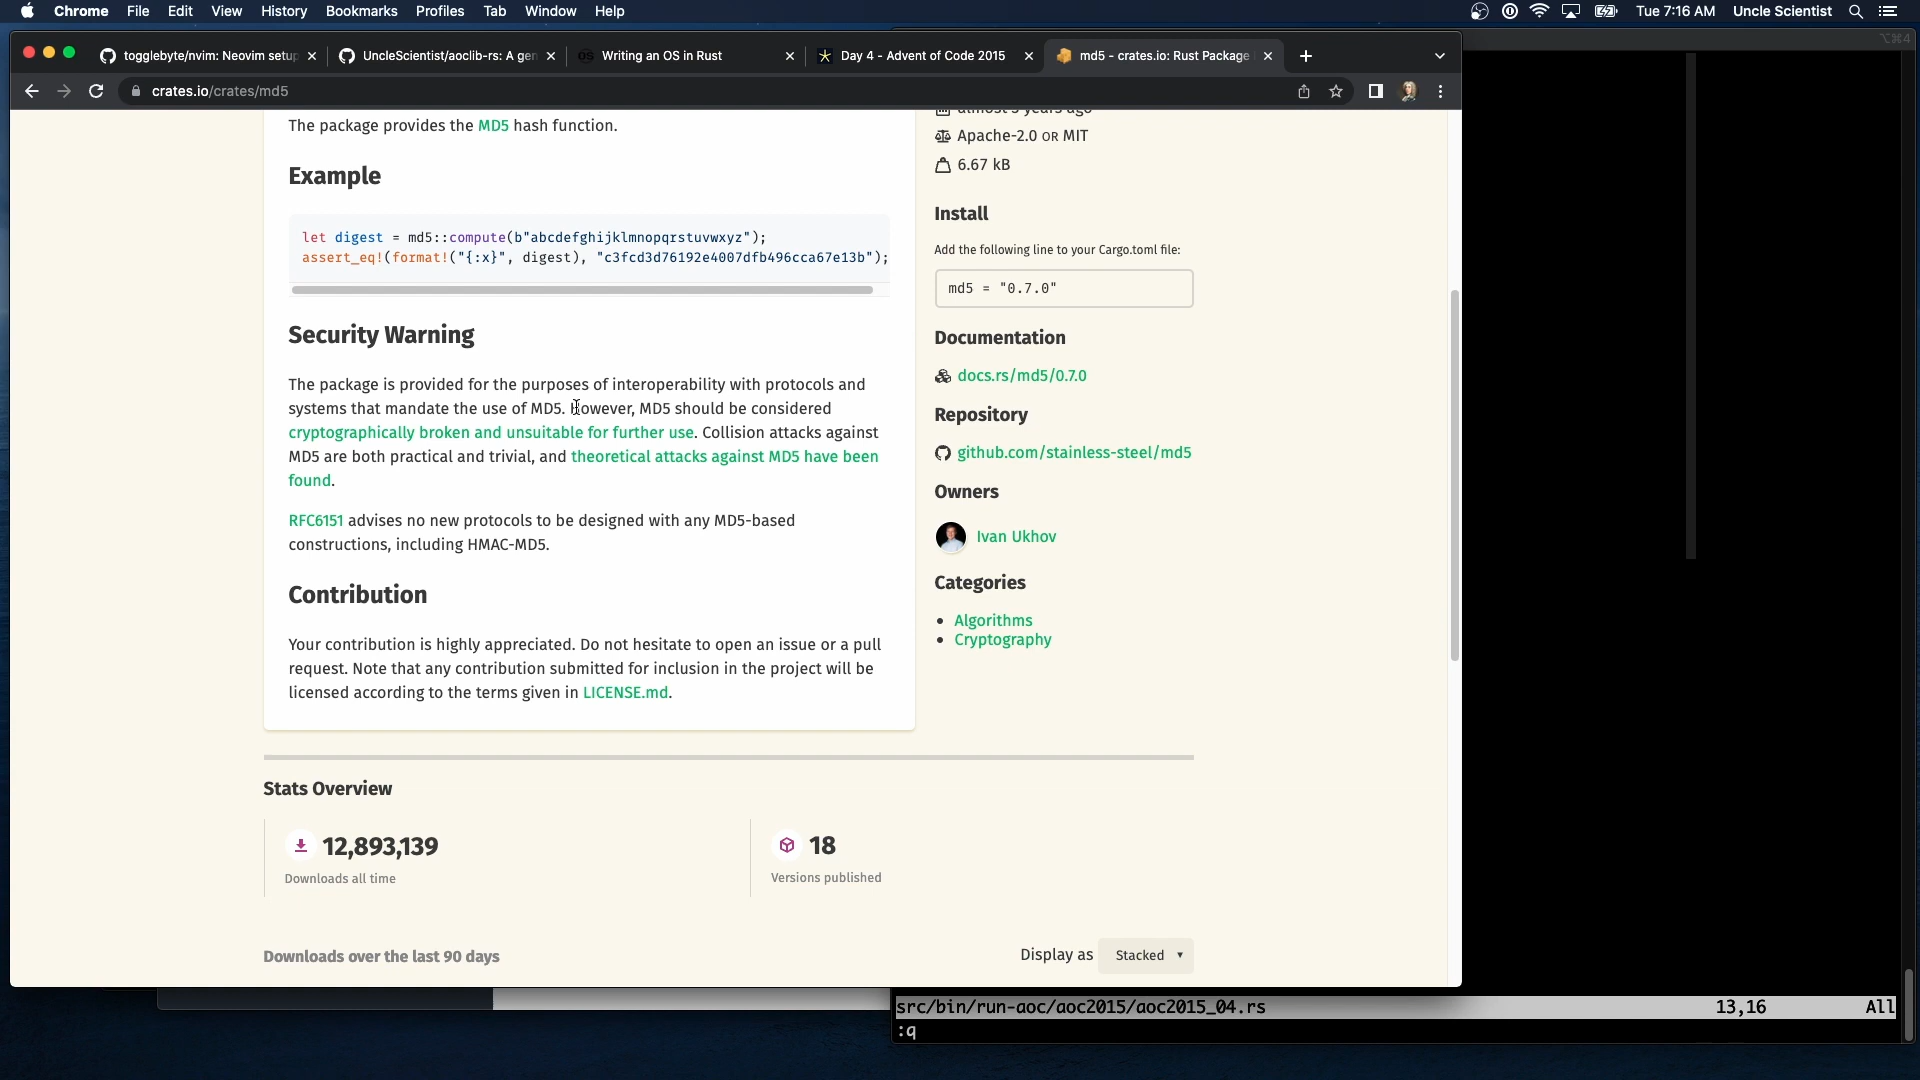 Chrome File Edit View History Bookmarks Profiles Tab Window Help Tue 7:16 AM Uncle Scientist
togglebyte/nvim: Neovim setup
UncleScientist/aoclib-rs: A gen
Writing an OS in Rust
Day 4 - Advent of Code 2015
md5 - crates.io: Rust Package
⌥⌘4
crates.io/crates/md5
The package provides the MD5 hash function.
Example
let digest = md5::compute(b"abcdefghijklmnopqrstuvwxyz");
assert_eq!(format!("{:x}", digest), "c3fcd3d76192e4007dfb496cca67e13b");
Security Warning
The package is provided for the purposes of interoperability with protocols and
systems that mandate the use of MD5. However, MD5 should be considered
cryptographically broken and unsuitable for further use. Collision attacks against
MD5 are both practical and trivial, and theoretical attacks against MD5 have been
found.
RFC6151 advises no new protocols to be designed with any MD5-based
constructions, including HMAC-MD5.
Contribution
Your contribution is highly appreciated. Do not hesitate to open an issue or a pull
request. Note that any contribution submitted for inclusion in the project will be
licensed according to the terms given in LICENSE.md.
almost 3 years ago
Apache-2.0 OR MIT
6.67 kB
Install
Add the following line to your Cargo.toml file:
md5 = "0.7.0"
Documentation
docs.rs/md5/0.7.0
Repository
github.com/stainless-steel/md5
Owners
Ivan Ukhov
Categories
Algorithms
Cryptography
Stats Overview
12,893,139
Downloads all time
18
Versions published
Downloads over the last 90 days
Display as Stacked
src/bin/run-aoc/aoc2015/aoc2015_04.rs 13,16 All
:q